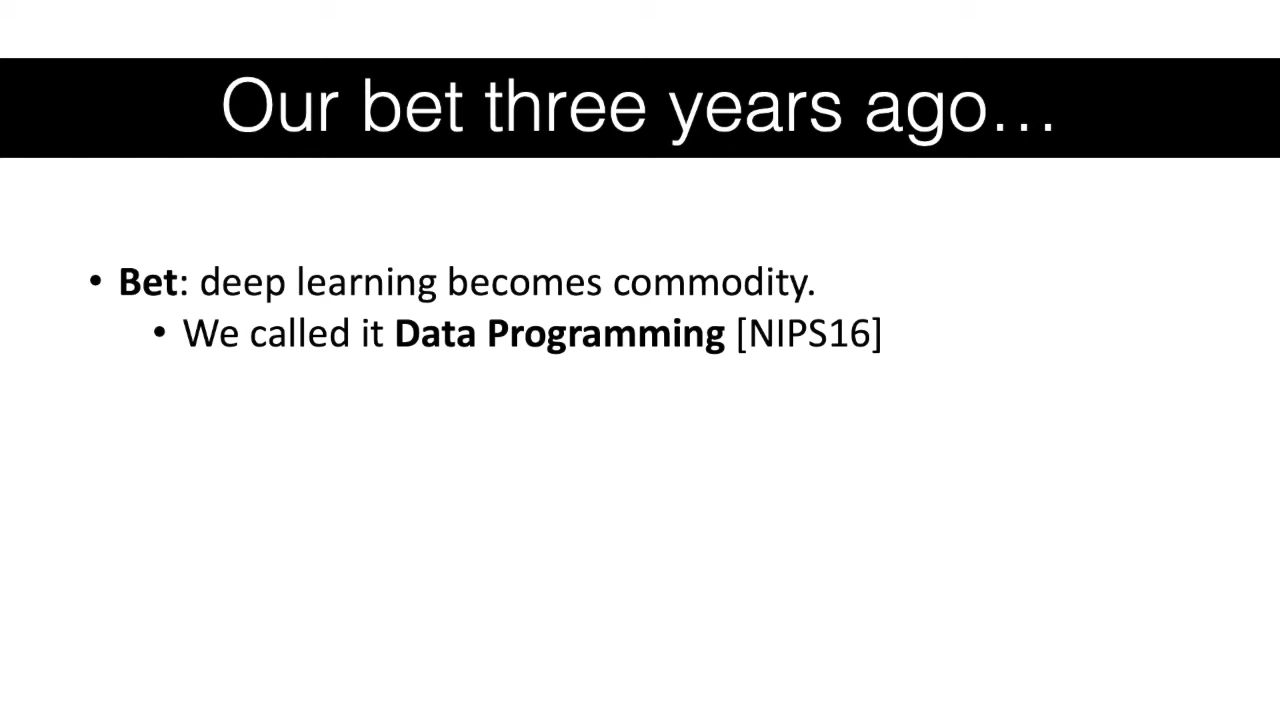 Our bet three years ago…
• Bet: deep learning becomes commodity.
• We called it Data Programming [NIPS16]